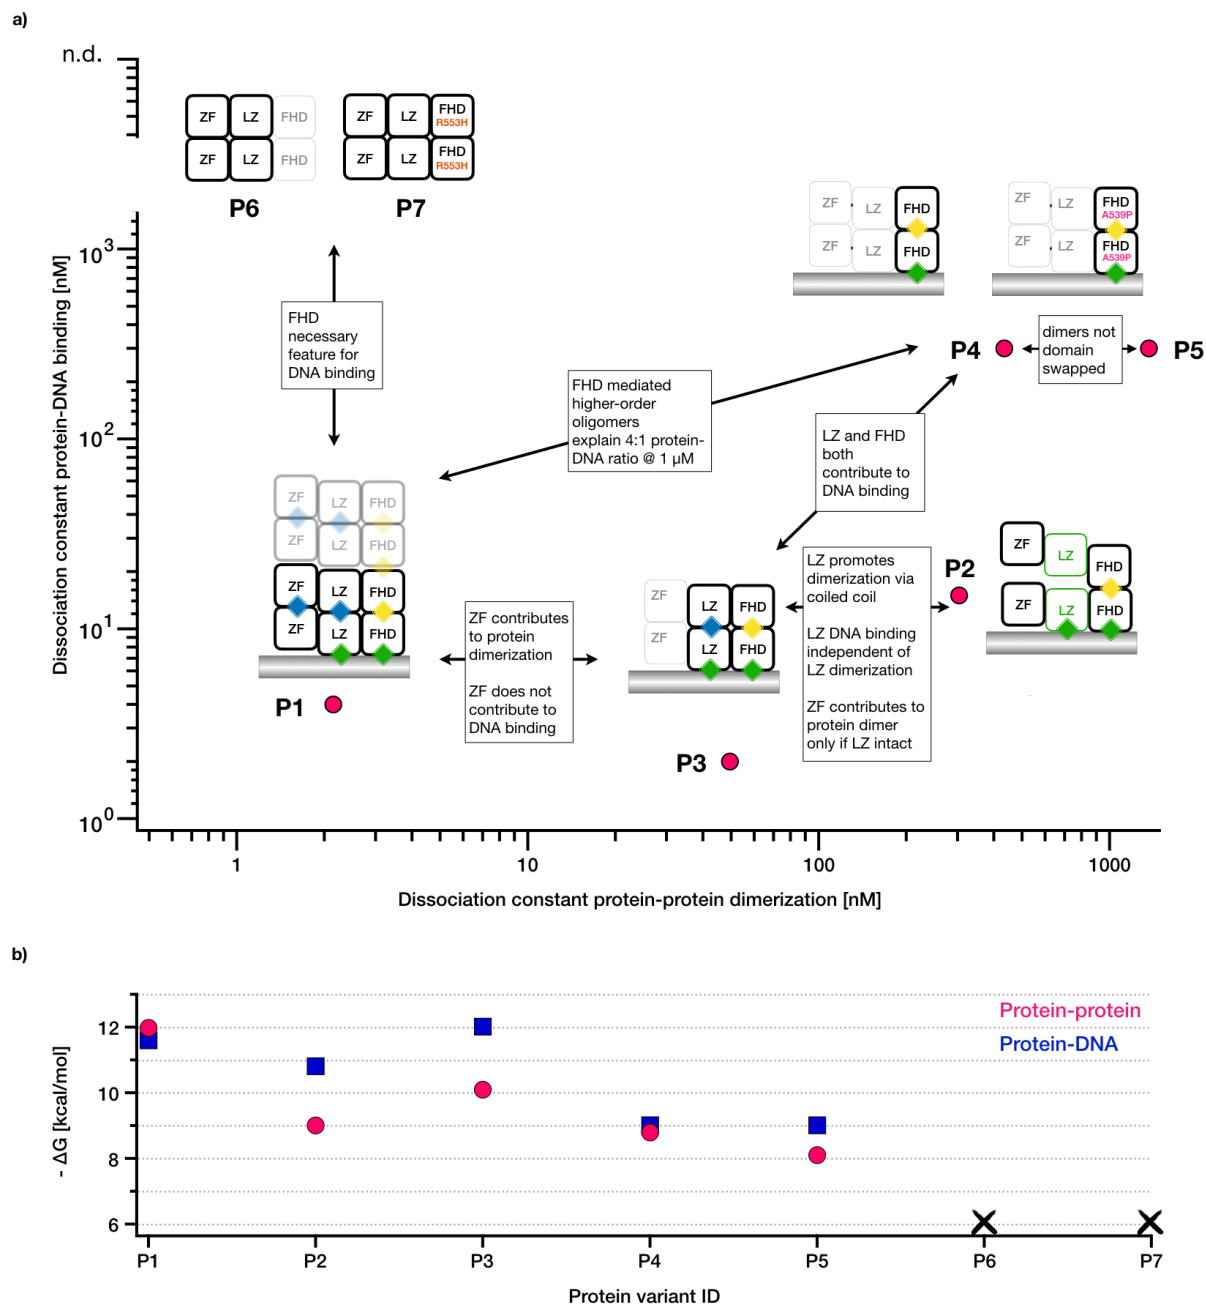 a)
n.d.
ZF LZ FHD
ZF LZ FHD
P6
ZF LZ FHD
R553H
ZF LZ FHD
R553H
P7
ZF LZ FHD
ZF LZ FHD
ZF LZ FHD
A539P
ZF LZ FHD
A539P
10³
10²
10¹
10⁰
Dissociation constant protein-DNA binding [nM]
FHD
necessary
feature for
DNA binding
P4
dimers not
domain
swapped
P5
FHD mediated
higher-order
oligomers
explain 4:1 protein-
DNA ratio @ 1 µM
LZ and FHD
both
contribute to
DNA binding
ZF LZ FHD
ZF LZ FHD
ZF LZ FHD
ZF LZ FHD
P1
ZF contributes
to protein
dimerization
ZF does not
contribute to
DNA binding
ZF LZ FHD
ZF LZ FHD
P3
LZ promotes
dimerization via
coiled coil
LZ DNA binding
independent of
LZ dimerization
ZF contributes to
protein dimer
only if LZ intact
P2
ZF LZ FHD
ZF LZ FHD
1 10 100 1000
Dissociation constant protein-protein dimerization [nM]
b)
- ΔG [kcal/mol]
12
10
8
6
Protein-protein
Protein-DNA
P1 P2 P3 P4 P5 P6 P7
Protein variant ID